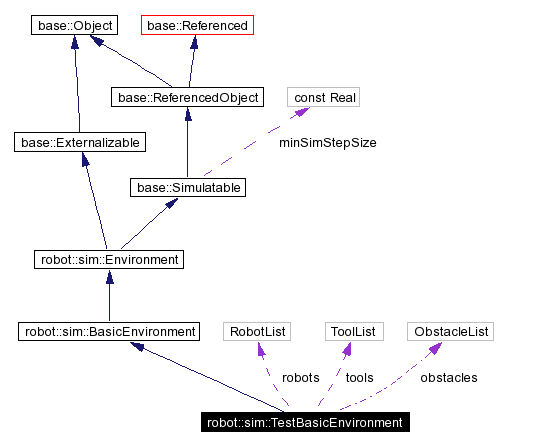 base::Object
base::Referenced
base::ReferencedObject
const Real
base::Externalizable
minSimStepSize
base::Simulatable
robot::sim::Environment
robot::sim::BasicEnvironment
RobotList
ToolList
ObstacleList
robots
tools
obstacles
robot::sim::TestBasicEnvironment